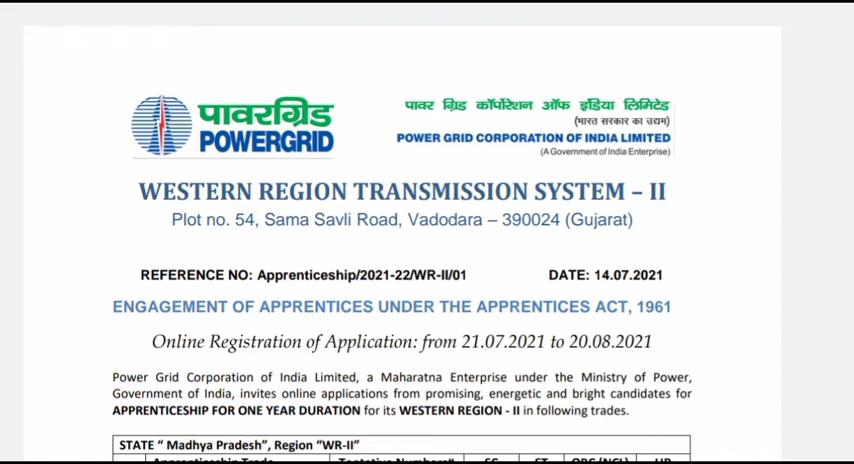 पावरग्रिड
POWERGRID
पावर ग्रिड कॉर्पोरेशन ऑफ इंडिया लिमिटेड
(भारत सरकार का उद्यम)
POWER GRID CORPORATION OF INDIA LIMITED
(A Government of India Enterprise)
WESTERN REGION TRANSMISSION SYSTEM – II
Plot no. 54, Sama Savli Road, Vadodara – 390024 (Gujarat)
REFERENCE NO: Apprenticeship/2021-22/WR-II/01 DATE: 14.07.2021
ENGAGEMENT OF APPRENTICES UNDER THE APPRENTICES ACT, 1961
Online Registration of Application: from 21.07.2021 to 20.08.2021
Power Grid Corporation of India Limited, a Maharatna Enterprise under the Ministry of Power,
Government of India, invites online applications from promising, energetic and bright candidates for
APPRENTICESHIP FOR ONE YEAR DURATION for its WESTERN REGION - II in following trades.
STATE “ Madhya Pradesh”, Region “WR-II”